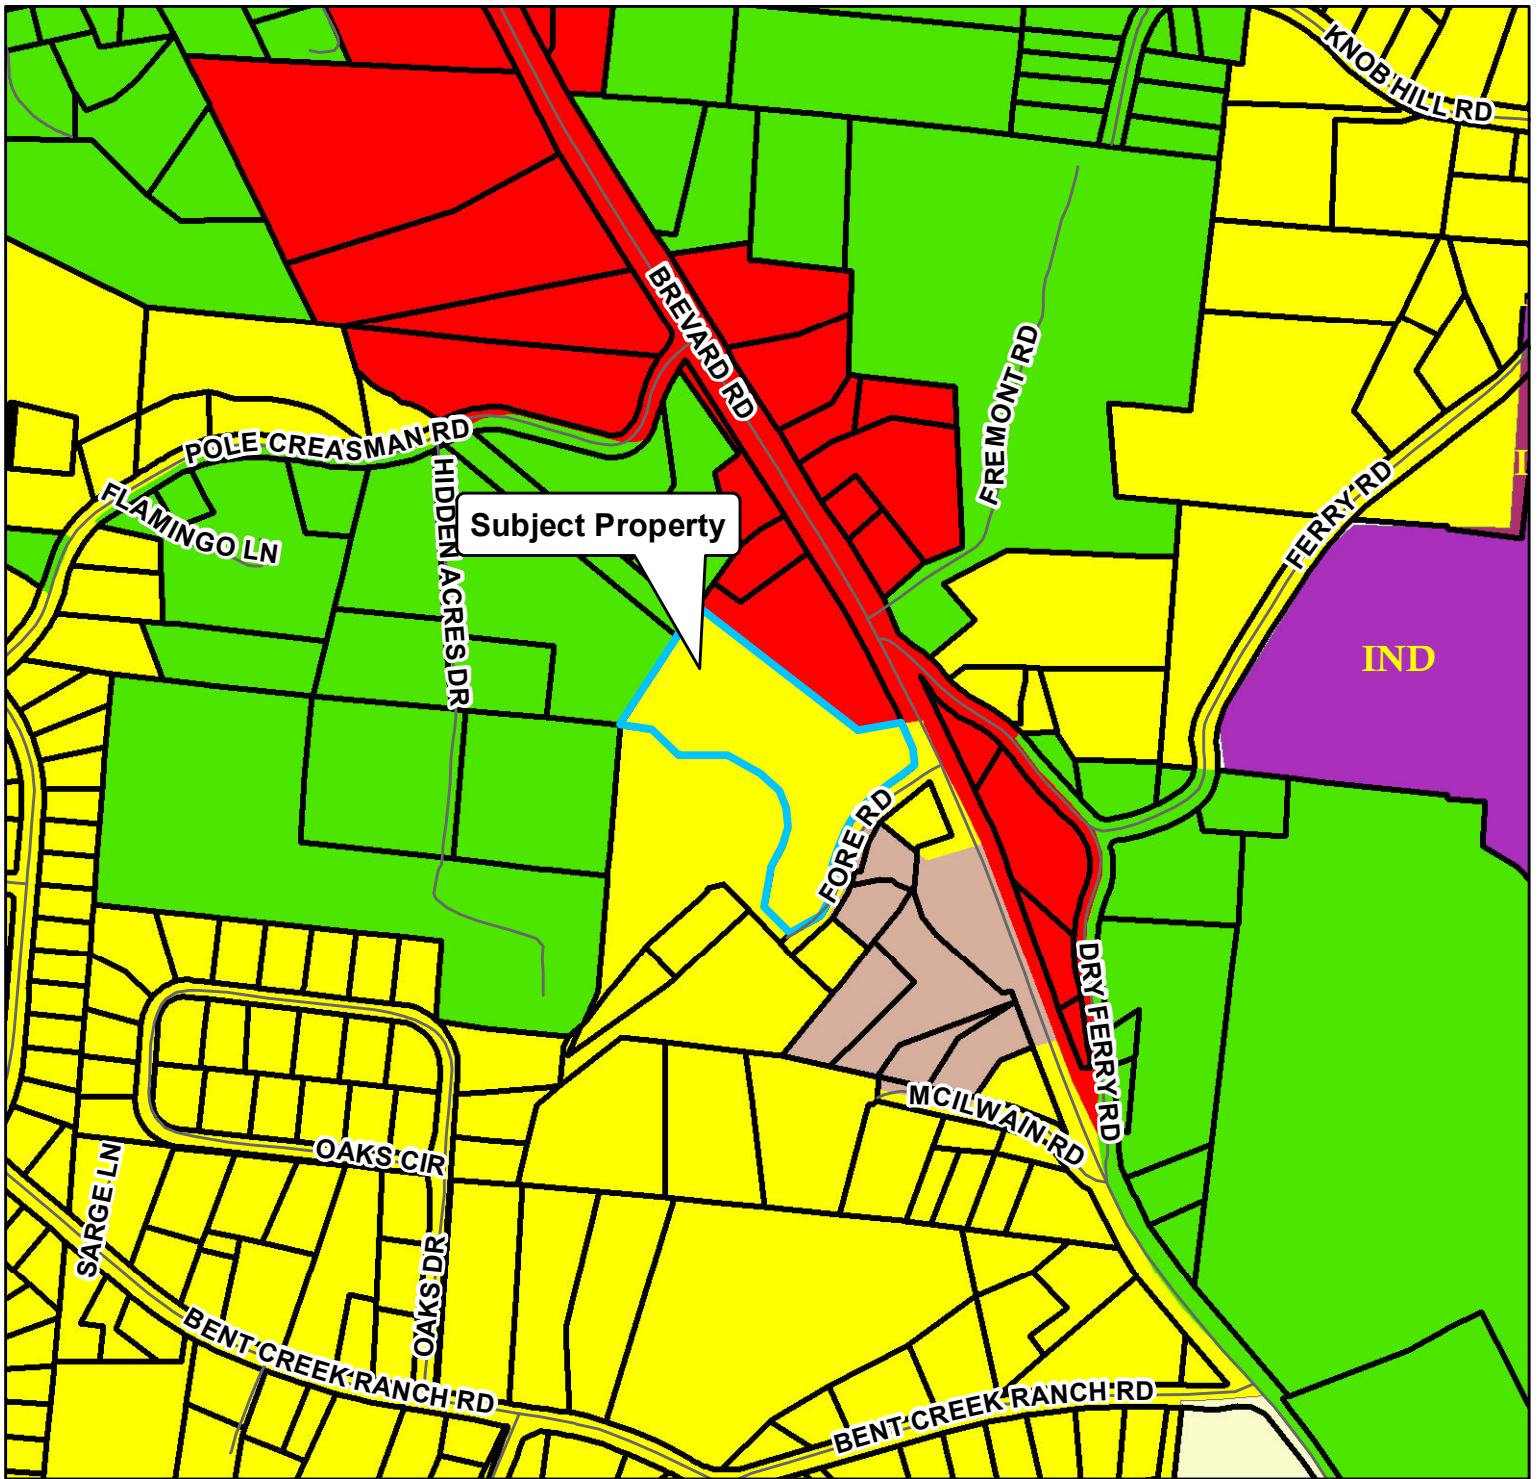 KNOB HILL RD
BREVARD RD
FREMONT RD
POLE CREASMAN RD
FERRY RD
I
FLAMINGO LN
HIDDEN ACRES DR
Subject Property
IND
FORE RD
DRY FERRY RD
MCILWAIN RD
OAKS CIR
SARGE LN
OAKS DR
BENT CREEK RANCH RD
BENT CREEK RANCH RD